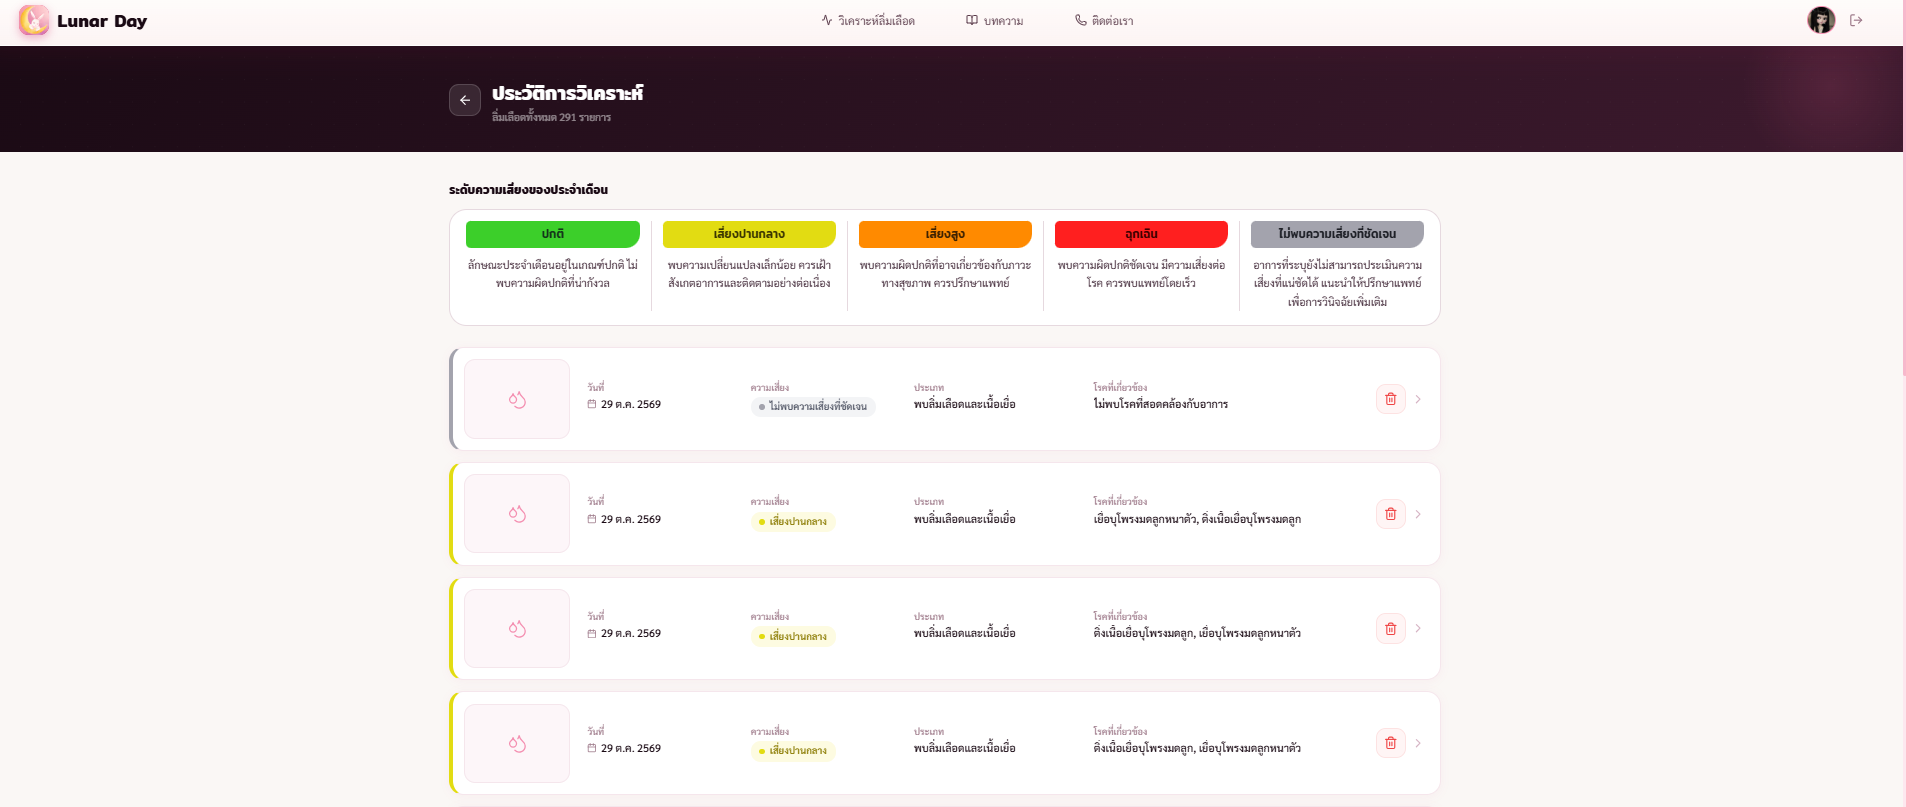 Lunar Day
วิเคราะห์ลิ่มเลือด
บทความ
ติดต่อเรา
ประวัติการวิเคราะห์
ลิ่มเลือดทั้งหมด 291 รายการ
ระดับความเสี่ยงของประจำเดือน
ปกติ
ลักษณะประจำเดือนอยู่ในเกณฑ์ปกติ ไม่
พบความผิดปกติที่น่ากังวล
เสี่ยงปานกลาง
พบความเปลี่ยนแปลงเล็กน้อย ควรเฝ้า
สังเกตอาการและติดตามอย่างต่อเนื่อง
เสี่ยงสูง
พบความผิดปกติที่อาจเกี่ยวข้องกับภาวะ
ทางสุขภาพ ควรปรึกษาแพทย์
ฉุกเฉิน
พบความผิดปกติชัดเจน มีความเสี่ยงต่อ
โรค ควรพบแพทย์โดยเร็ว
ไม่พบความเสี่ยงที่ชัดเจน
อาการที่ระบุยังไม่สามารถประเมินความ
เสี่ยงที่แน่ชัดได้ แนะนำให้ปรึกษาแพทย์
เพื่อการวินิจฉัยเพิ่มเติม
วันที่
29 ต.ค. 2569
ความเสี่ยง
ไม่พบความเสี่ยงที่ชัดเจน
ประเภท
พบลิ่มเลือดและเนื้อเยื่อ
โรคที่เกี่ยวข้อง
ไม่พบโรคที่สอดคล้องกับอาการ
วันที่
29 ต.ค. 2569
ความเสี่ยง
เสี่ยงปานกลาง
ประเภท
พบลิ่มเลือดและเนื้อเยื่อ
โรคที่เกี่ยวข้อง
เยื่อบุโพรงมดลูกหนาตัว, ติ่งเนื้อเยื่อบุโพรงมดลูก
วันที่
29 ต.ค. 2569
ความเสี่ยง
เสี่ยงปานกลาง
ประเภท
พบลิ่มเลือดและเนื้อเยื่อ
โรคที่เกี่ยวข้อง
ติ่งเนื้อเยื่อบุโพรงมดลูก, เยื่อบุโพรงมดลูกหนาตัว
วันที่
29 ต.ค. 2569
ความเสี่ยง
เสี่ยงปานกลาง
ประเภท
พบลิ่มเลือดและเนื้อเยื่อ
โรคที่เกี่ยวข้อง
ติ่งเนื้อเยื่อบุโพรงมดลูก, เยื่อบุโพรงมดลูกหนาตัว